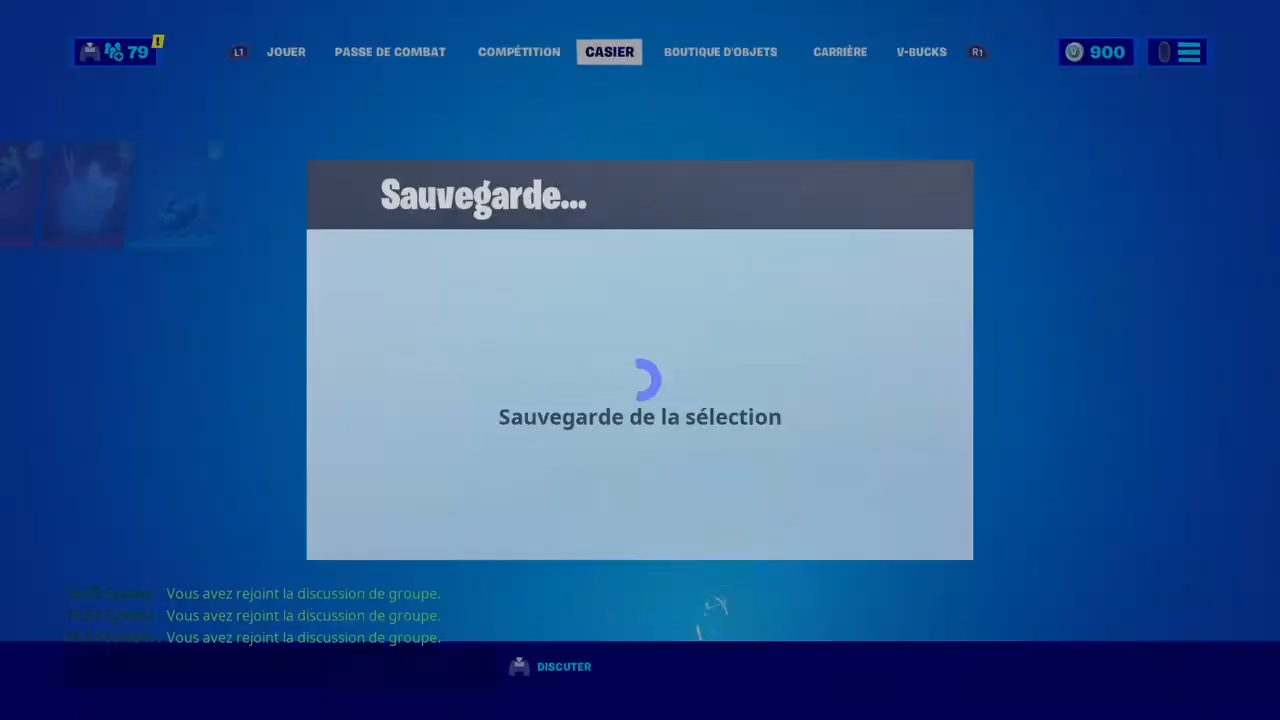 ! 79
L1 JOUER PASSE DE COMBAT COMPÉTITION CASIER BOUTIQUE D'OBJETS CARRIÈRE V-BUCKS R1 900
Sauvegarde...
Sauvegarde de la sélection
Vous avez rejoint la discussion de groupe.
Vous avez rejoint la discussion de groupe.
Vous avez rejoint la discussion de groupe.
DISCUTER